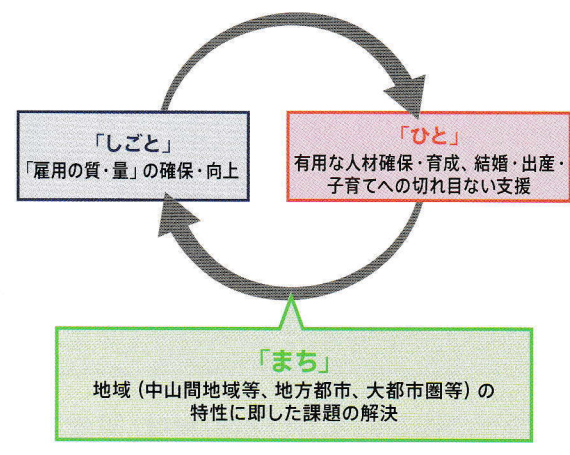 「しごと」
「雇用の質・量」の確保・向上
「ひと」
有用な人材確保・育成、結婚・出産・
子育てへの切れ目ない支援
「まち」
地域（中山間地域等、地方都市、大都市圏等）の
特性に即した課題の解決